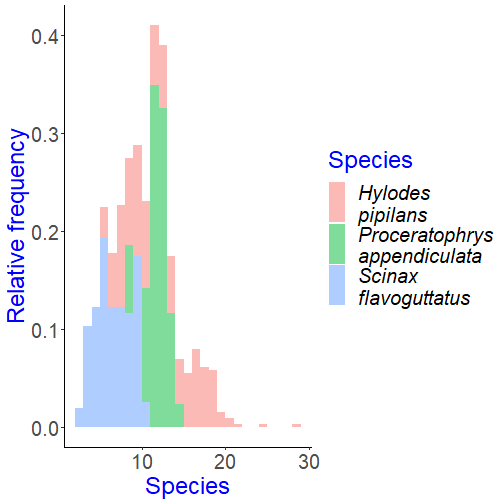 0.4
0.3
0.2
0.1
0.0
Relative frequency
10
20
30
Species
Species
Hylodes
pipilans
Proceratophrys
appendiculata
Scinax
flavoguttatus